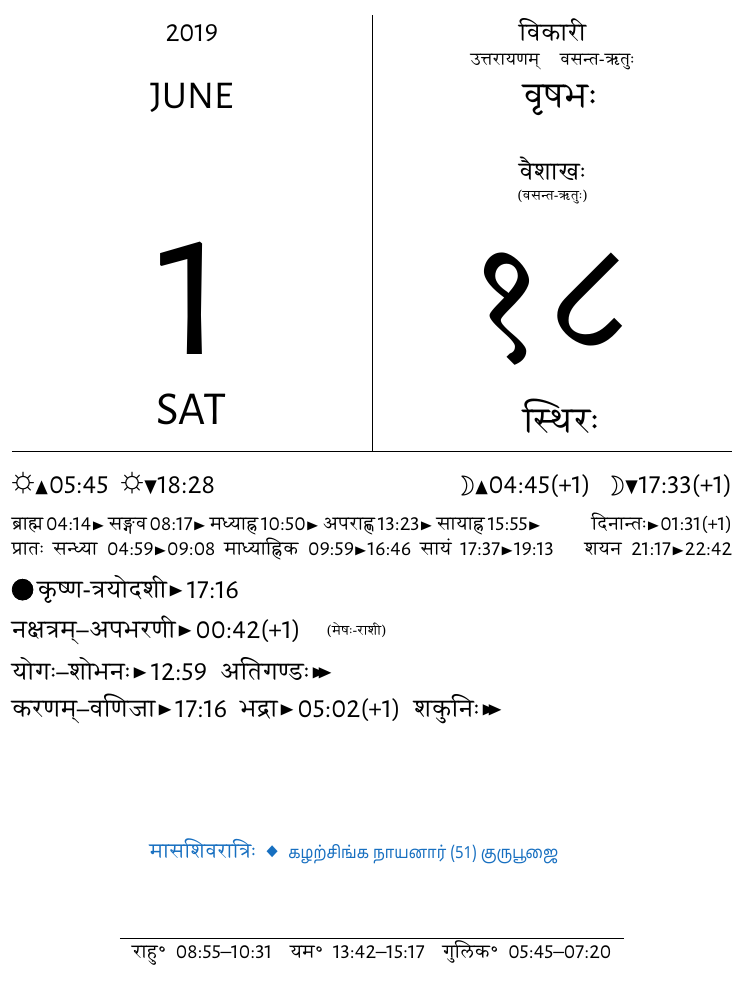 2019
JUNE
1
SAT
विकारी
उत्तरायणम् वसन्त-ऋतुः
वृषभः
वैशाखः
(वसन्त-ऋतुः)
१८
स्थिरः
☼▲05:45 ☼▼18:28 ☽▲04:45(+1) ☽▼17:33(+1)
ब्राह्म 04:14► सङ्गव 08:17► मध्याह्न 10:50► अपराह्ण 13:23► सायाह्न 15:55► दिनान्तः►01:31(+1)
प्रातः सन्ध्या 04:59►09:08 माध्याह्निक 09:59►16:46 सायं 17:37►19:13 शयन 21:17►22:42
कृष्ण-त्रयोदशी►17:16
नक्षत्रम्–अपभरणी►00:42(+1) (मेषः-राशी)
योगः–शोभनः►12:59 अतिगण्डः►►
करणम्–वणिजा►17:16 भद्रा►05:02(+1) शकुनिः►►
मासशिवरात्रिः ◆ கழற்சிங்க நாயனார் (51) குருபூஜை
राहु॰ 08:55–10:31 यम॰ 13:42–15:17 गुलिक॰ 05:45–07:20